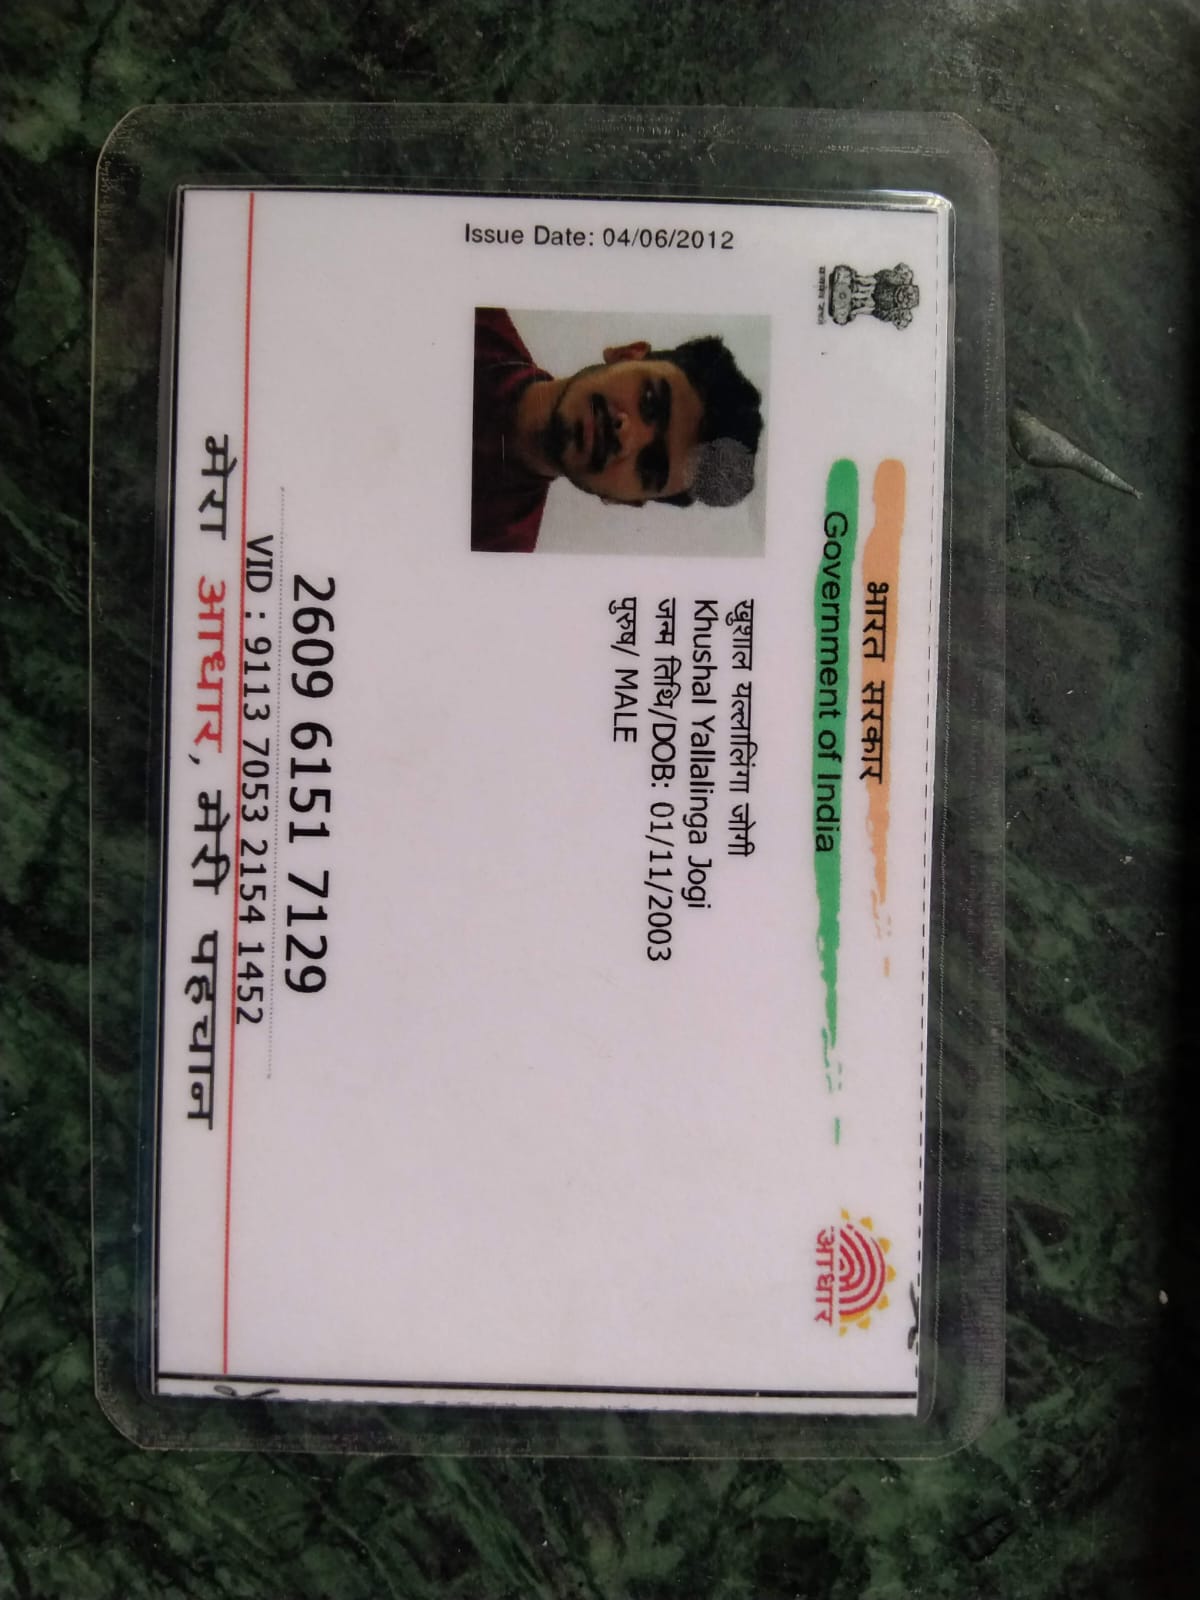 भारत सरकार
Government of India
Issue Date: 04/06/2012
खुशाल यल्लालिंगा जोगी
Khushal Yallalinga Jogi
जन्म तिथि/DOB: 01/11/2003
पुरुष/ MALE
आधार
2609 6151 7129
VID : 9113 7053 2154 1452
मेरा आधार, मेरी पहचान